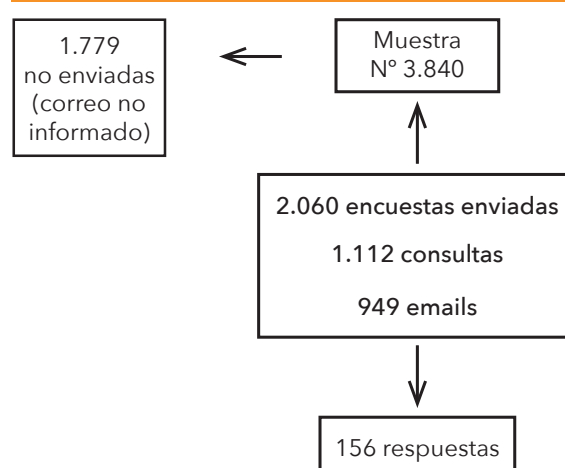 1.779
no enviadas
(correo no
informado)
Muestra
Nº 3.840
2.060 encuestas enviadas
1.112 consultas
949 emails
156 respuestas